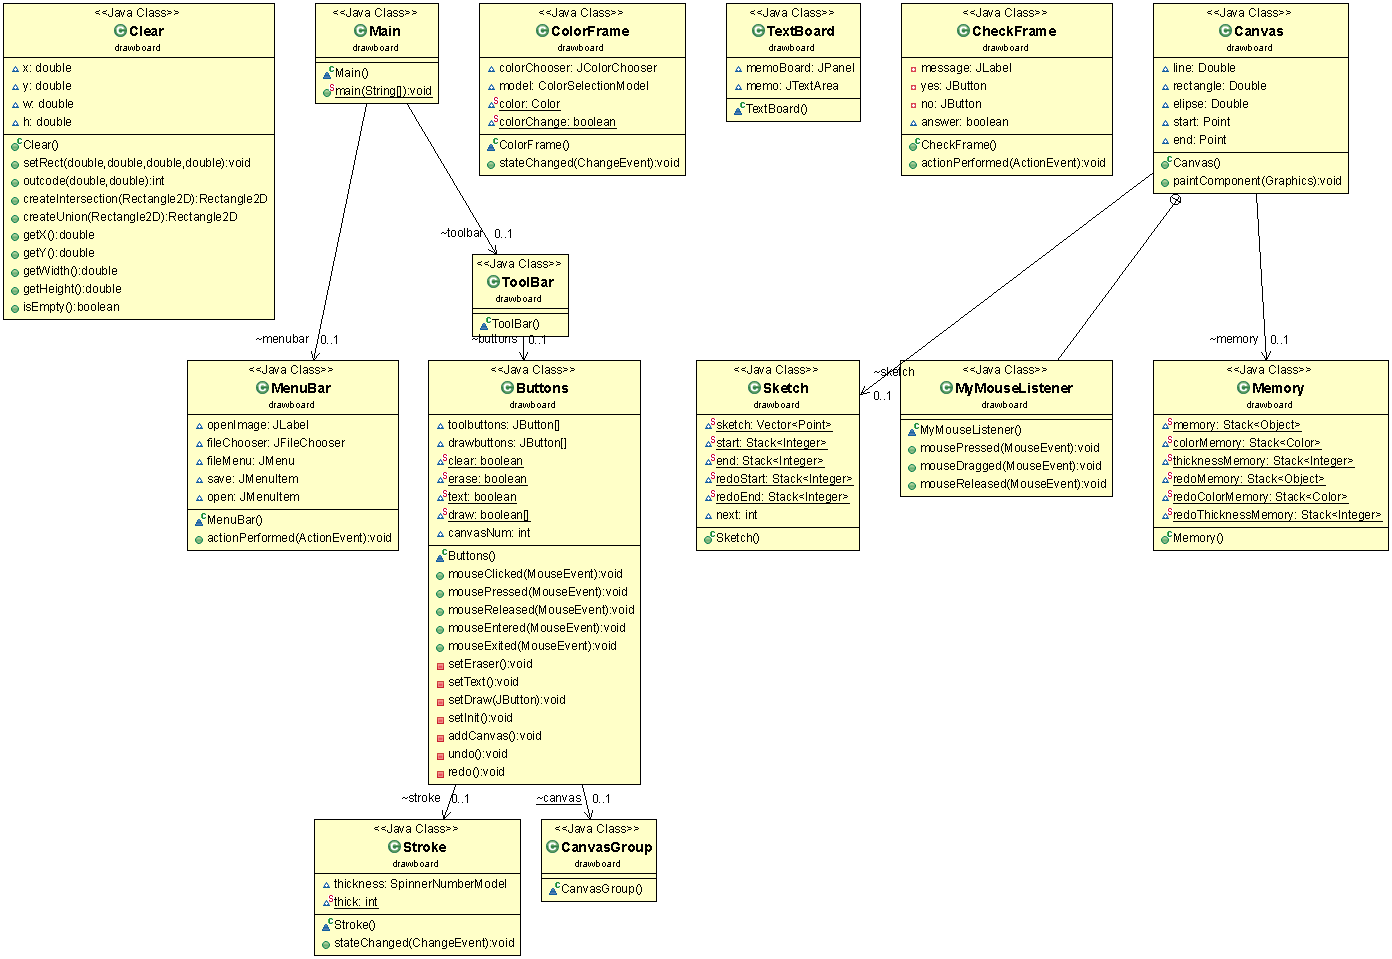 <<Java Class>>
Clear
drawboard
x: double
y: double
w: double
h: double
Clear()
setRect(double,double,double,double):void
outcode(double,double):int
createIntersection(Rectangle2D):Rectangle2D
createUnion(Rectangle2D):Rectangle2D
getX():double
getY():double
getWidth():double
getHeight():double
isEmpty():boolean
<<Java Class>>
Main
drawboard
Main()
main(String[]):void
<<Java Class>>
ColorFrame
drawboard
colorChooser: JColorChooser
model: ColorSelectionModel
color: Color
colorChange: boolean
ColorFrame()
stateChanged(ChangeEvent):void
<<Java Class>>
TextBoard
drawboard
memoBoard: JPanel
memo: JTextArea
TextBoard()
<<Java Class>>
CheckFrame
drawboard
message: JLabel
yes: JButton
no: JButton
answer: boolean
CheckFrame()
actionPerformed(ActionEvent):void
<<Java Class>>
Canvas
drawboard
line: Double
rectangle: Double
elipse: Double
start: Point
end: Point
Canvas()
paintComponent(Graphics):void
~toolbar 0..1
<<Java Class>>
ToolBar
drawboard
ToolBar()
~menubar 0..1
~buttons 0..1
~sketch
0..1
~memory 0..1
<<Java Class>>
MenuBar
drawboard
openImage: JLabel
fileChooser: JFileChooser
fileMenu: JMenu
save: JMenuItem
open: JMenuItem
MenuBar()
actionPerformed(ActionEvent):void
<<Java Class>>
Buttons
drawboard
toolbuttons: JButton[]
drawbuttons: JButton[]
clear: boolean
erase: boolean
text: boolean
draw: boolean[]
canvasNum: int
Buttons()
mouseClicked(MouseEvent):void
mousePressed(MouseEvent):void
mouseReleased(MouseEvent):void
mouseEntered(MouseEvent):void
mouseExited(MouseEvent):void
setEraser():void
setText():void
setDraw(JButton):void
setInit():void
addCanvas():void
undo():void
redo():void
<<Java Class>>
Sketch
drawboard
sketch: Vector<Point>
start: Stack<Integer>
end: Stack<Integer>
redoStart: Stack<Integer>
redoEnd: Stack<Integer>
next: int
Sketch()
<<Java Class>>
MyMouseListener
drawboard
MyMouseListener()
mousePressed(MouseEvent):void
mouseDragged(MouseEvent):void
mouseReleased(MouseEvent):void
<<Java Class>>
Memory
drawboard
memory: Stack<Object>
colorMemory: Stack<Color>
thicknessMemory: Stack<Integer>
redoMemory: Stack<Object>
redoColorMemory: Stack<Color>
redoThicknessMemory: Stack<Integer>
Memory()
~stroke 0..1
~canvas 0..1
<<Java Class>>
Stroke
drawboard
thickness: SpinnerNumberModel
thick: int
Stroke()
stateChanged(ChangeEvent):void
<<Java Class>>
CanvasGroup
drawboard
CanvasGroup()